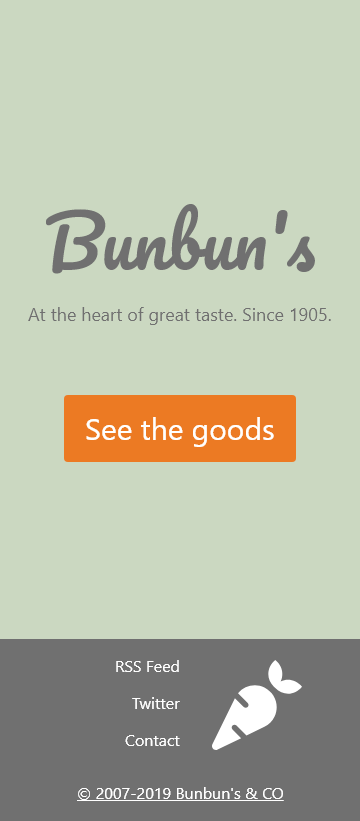 Bunbun's
At the heart of great taste. Since 1905.
See the goods
RSS Feed
Twitter
Contact
© 2007-2019 Bunbun's & CO